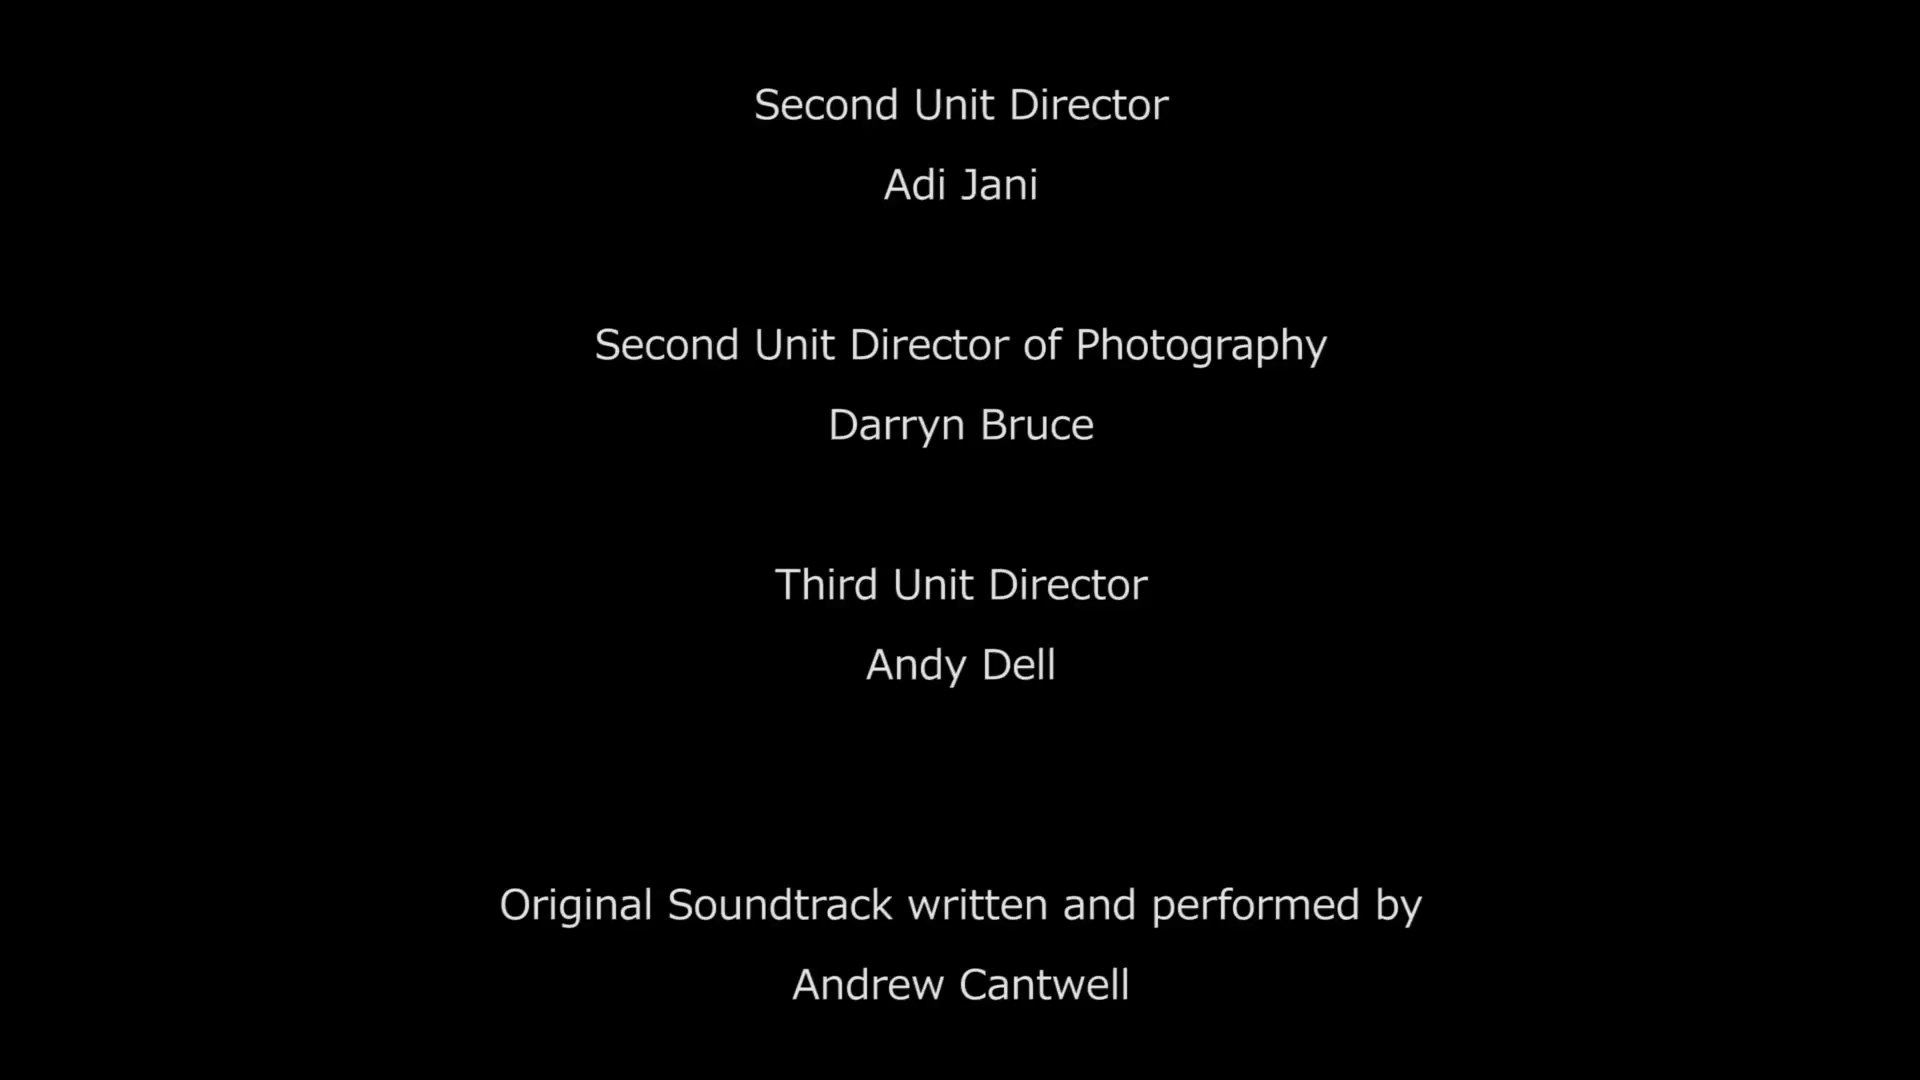 Second Unit Director
Adi Jani
Second Unit Director of Photography
Darryn Bruce
Third Unit Director
Andy Dell
Original Soundtrack written and performed by
Andrew Cantwell